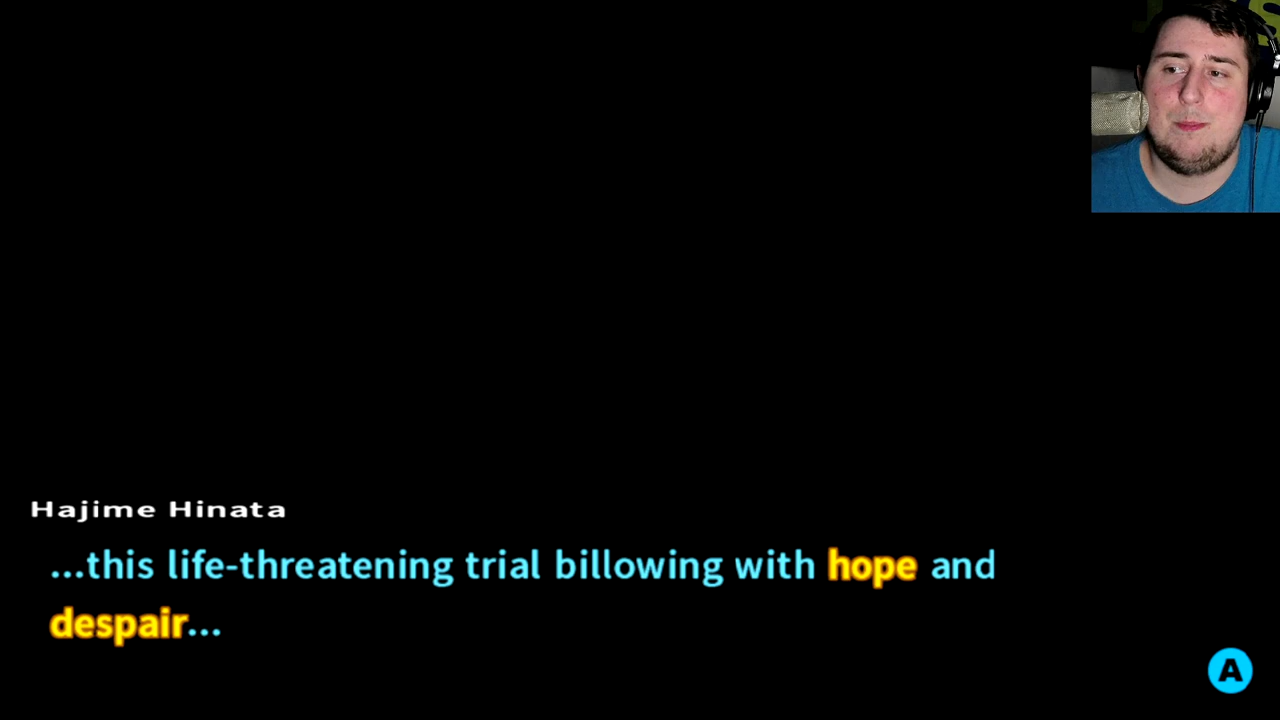 Hajime Hinata
...this life-threatening trial billowing with hope and
despair...
A